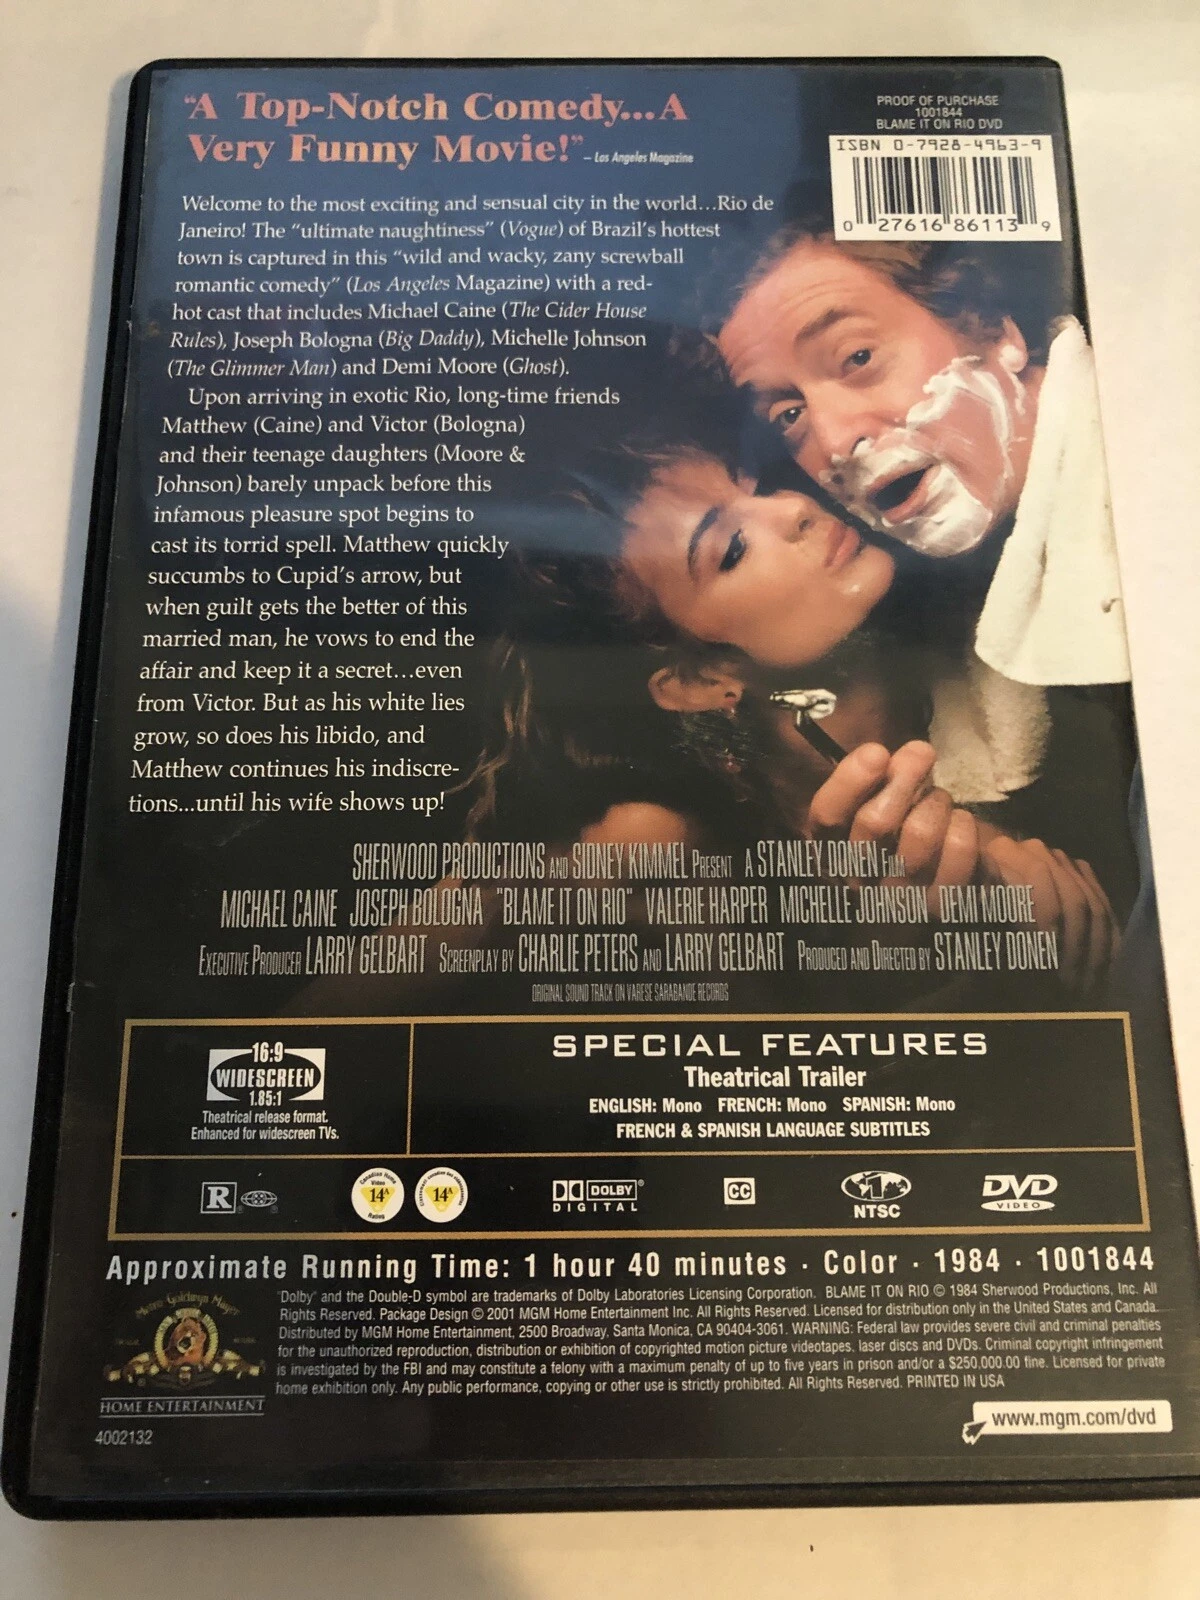 "A Top-Notch Comedy...A
Very Funny Movie!" – Los Angeles Magazine
PROOF OF PURCHASE
1001844
BLAME IT ON RIO DVD
ISBN 0-7928-4963-9
0 27616 86113 9
Welcome to the most exciting and sensual city in the world...Rio de
Janeiro! The "ultimate naughtiness" (Vogue) of Brazil's hottest
town is captured in this "wild and wacky, zany screwball
romantic comedy" (Los Angeles Magazine) with a red-
hot cast that includes Michael Caine (The Cider House
Rules), Joseph Bologna (Big Daddy), Michelle Johnson
(The Glimmer Man) and Demi Moore (Ghost).
Upon arriving in exotic Rio, long-time friends
Matthew (Caine) and Victor (Bologna)
and their teenage daughters (Moore &
Johnson) barely unpack before this
infamous pleasure spot begins to
cast its torrid spell. Matthew quickly
succumbs to Cupid's arrow, but
when guilt gets the better of this
married man, he vows to end the
affair and keep it a secret...even
from Victor. But as his white lies
grow, so does his libido, and
Matthew continues his indiscre-
tions...until his wife shows up!
SHERWOOD PRODUCTIONS AND SIDNEY KIMMEL PRESENT A STANLEY DONEN FILM
MICHAEL CAINE JOSEPH BOLOGNA "BLAME IT ON RIO" VALERIE HARPER MICHELLE JOHNSON DEMI MOORE
EXECUTIVE PRODUCER LARRY GELBART SCREENPLAY BY CHARLIE PETERS AND LARRY GELBART PRODUCED AND DIRECTED BY STANLEY DONEN
ORIGINAL SOUND TRACK ON VARESE SARABANDE RECORDS
16:9
WIDESCREEN
1.85:1
Theatrical release format.
Enhanced for widescreen TVs.
SPECIAL FEATURES
Theatrical Trailer
ENGLISH: Mono FRENCH: Mono SPANISH: Mono
FRENCH & SPANISH LANGUAGE SUBTITLES
R ®
Canadian Home Video 14A Rating
14A
DOLBY®
DIGITAL
CC
1
NTSC
DVD
VIDEO
Approximate Running Time: 1 hour 40 minutes · Color · 1984 · 1001844
"Dolby" and the Double-D symbol are trademarks of Dolby Laboratories Licensing Corporation. BLAME IT ON RIO © 1984 Sherwood Productions, Inc. All
Rights Reserved. Package Design © 2001 MGM Home Entertainment Inc. All Rights Reserved. Licensed for distribution only in the United States and Canada.
Distributed by MGM Home Entertainment, 2500 Broadway, Santa Monica, CA 90404-3061. WARNING: Federal law provides severe civil and criminal penalties
for the unauthorized reproduction, distribution or exhibition of copyrighted motion picture videotapes, laser discs and DVDs. Criminal copyright infringement
is investigated by the FBI and may constitute a felony with a maximum penalty of up to five years in prison and/or a $250,000.00 fine. Licensed for private
home exhibition only. Any public performance, copying or other use is strictly prohibited. All Rights Reserved. PRINTED IN USA
Metro Goldwyn Mayer
HOME ENTERTAINMENT
4002132
www.mgm.com/dvd